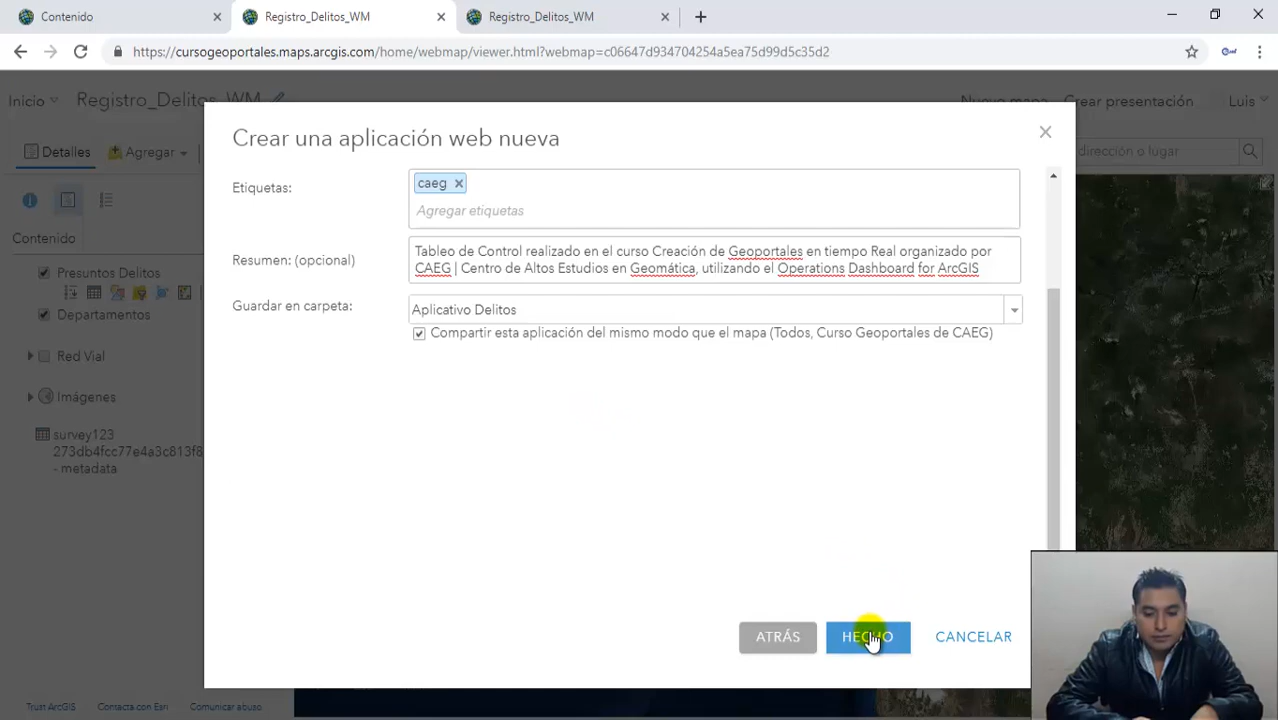 Contenido
Registro_Delitos_WM
Registro_Delitos_WM
https://cursogeoportales.maps.arcgis.com/home/webmap/viewer.html?webmap=c06647d934704254a5ea75d99d5c35d2
Inicio
Registro_Delitos_WM
Nuevo mapa
Crear presentación
Luis
Detalles
Agregar
dirección o lugar
Contenido
Presuntos Delitos
Departamentos
Red Vial
Imágenes
survey123
273db4fcc77e4a3c813f8
- metadata
Crear una aplicación web nueva
Etiquetas:
caeg
Agregar etiquetas
Resumen: (opcional)
Tableo de Control realizado en el curso Creación de Geoportales en tiempo Real organizado por
CAEG | Centro de Altos Estudios en Geomática, utilizando el Operations Dashboard for ArcGIS
Guardar en carpeta:
Aplicativo Delitos
Compartir esta aplicación del mismo modo que el mapa (Todos, Curso Geoportales de CAEG)
ATRÁS
HECHO
CANCELAR
Trust ArcGIS
Contacta con Esri
Comunicar abuso